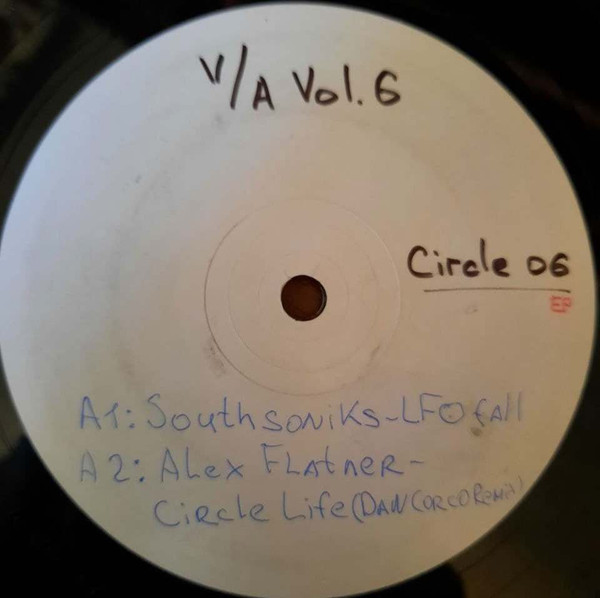 V/A Vol. 6
Circle 06
EP
A1: Southsoniks - LFO fall
A2: Alex Flatner -
Circle Life (Dan Corco Remix)